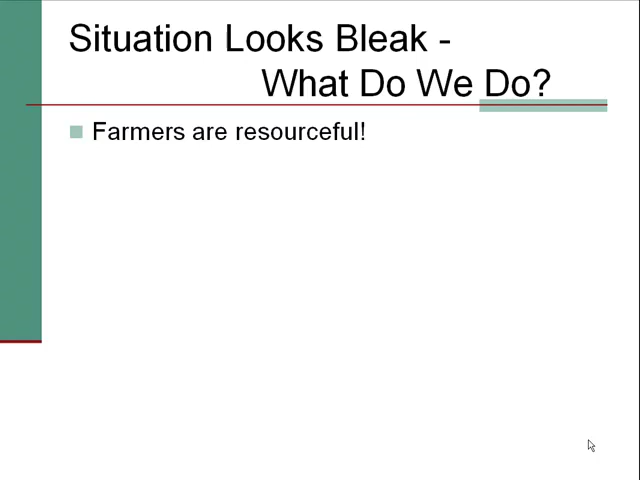 Situation Looks Bleak -
What Do We Do?
Farmers are resourceful!